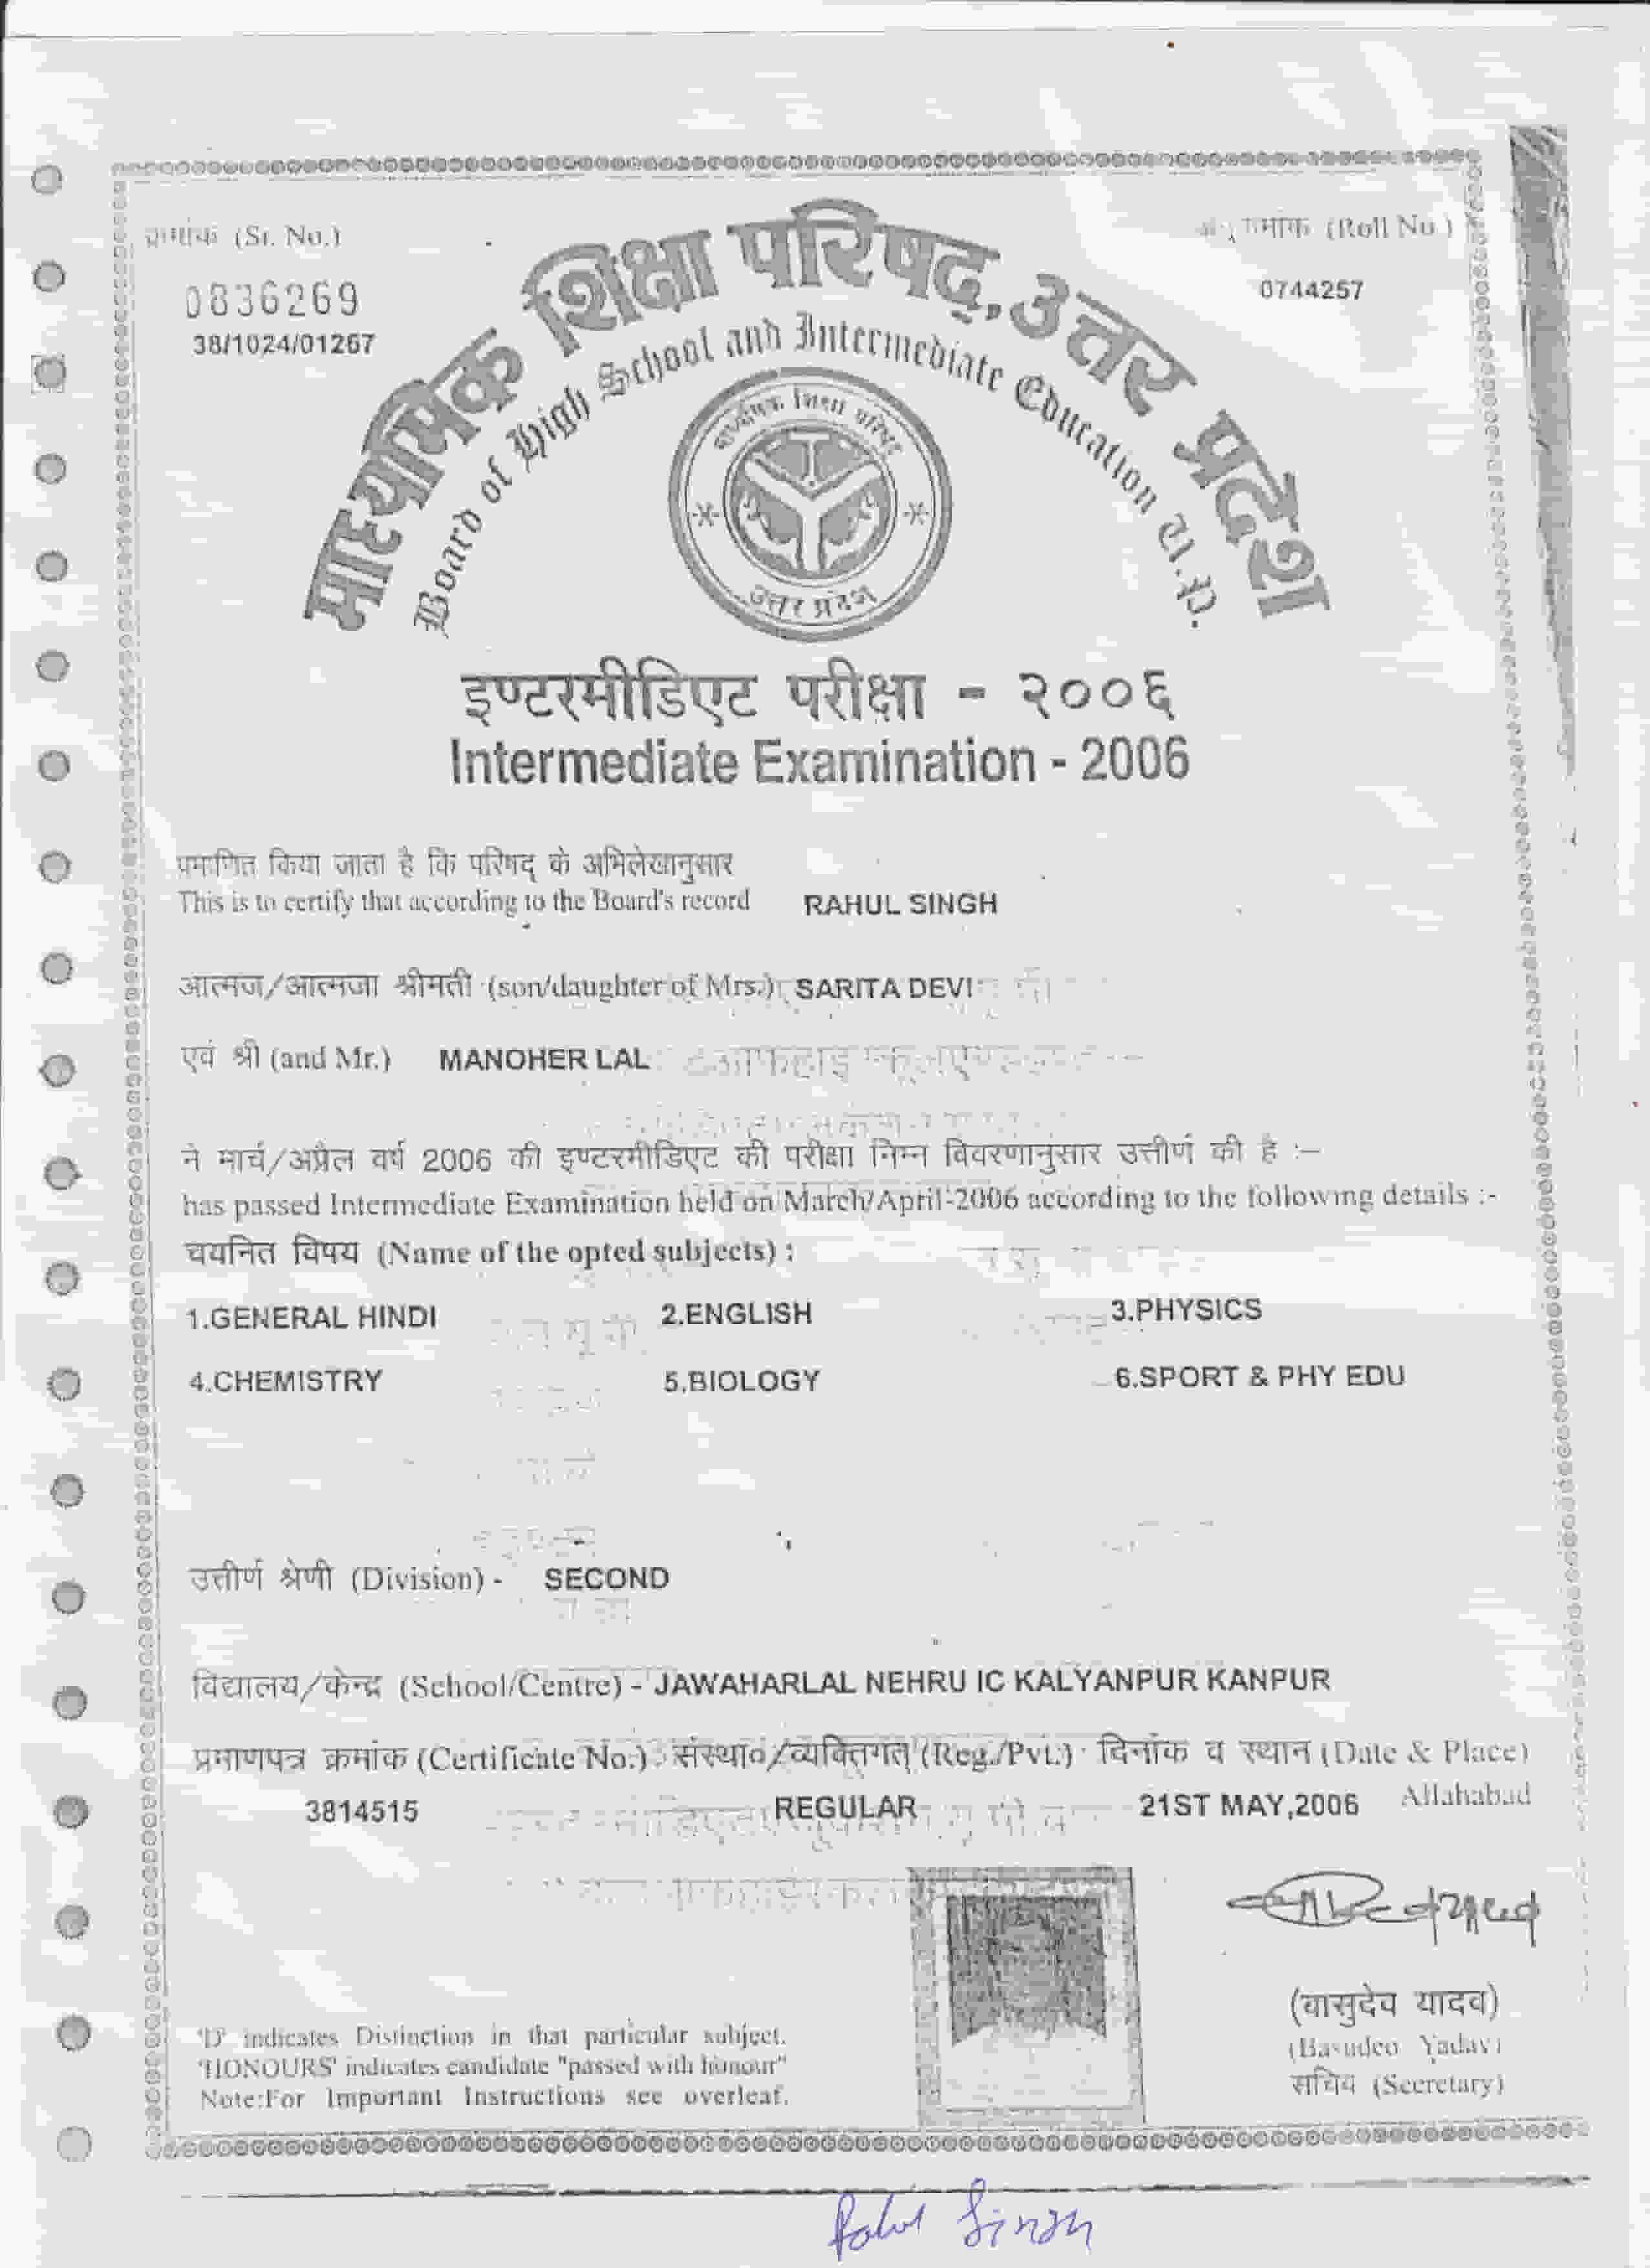 क्रमांक (Sr. No.)
0836269
38/1024/01267
(Roll No.)
0744257
माध्यमिक शिक्षा परिषद्, उत्तर प्रदेश
Board of High School and Intermediate Education U.P.
उत्तर प्रदेश
इण्टरमीडिएट परीक्षा - २००६
Intermediate Examination - 2006
प्रमाणित किया जाता है कि परिषद् के अभिलेखानुसार
This is to certify that according to the Board's record RAHUL SINGH
आत्मज/आत्मजा श्रीमती (son/daughter of Mrs.) SARITA DEVI
एवं श्री (and Mr.) MANOHER LAL
ने मार्च/अप्रैल वर्ष 2006 की इण्टरमीडिएट की परीक्षा निम्न विवरणानुसार उत्तीर्ण की है :-
has passed Intermediate Examination held on March/April-2006 according to the following details :-
चयनित विषय (Name of the opted subjects) :
1.GENERAL HINDI 2.ENGLISH 3.PHYSICS
4.CHEMISTRY 5.BIOLOGY 6.SPORT & PHY EDU
उत्तीर्ण श्रेणी (Division) - SECOND
विद्यालय/केन्द्र (School/Centre) - JAWAHARLAL NEHRU IC KALYANPUR KANPUR
प्रमाणपत्र क्रमांक (Certificate No.) संस्था०/व्यक्तिगत् (Reg./Pvt.) दिनाँक व स्थान (Date & Place)
3814515 REGULAR 21ST MAY,2006 Allahabad
(वासुदेव यादव)
(Basudeo Yadav)
सचिव (Secretary)
'D' indicates Distinction in that particular subject.
'HONOURS' indicates candidate "passed with honour"
Note:For Important Instructions see overleaf.
Rahul Singh